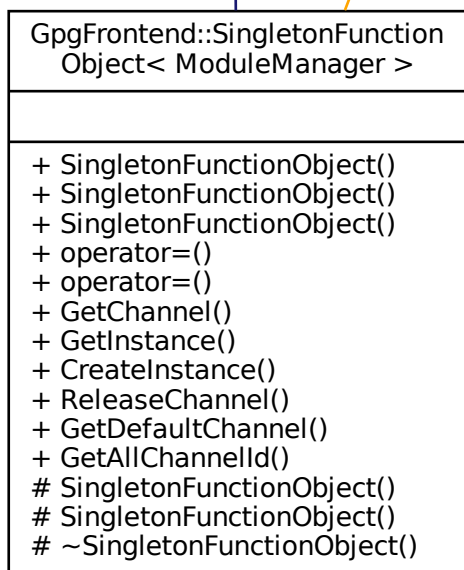 GpgFrontend::SingletonFunction
Object< ModuleManager >
+ SingletonFunctionObject()
+ SingletonFunctionObject()
+ SingletonFunctionObject()
+ operator=()
+ operator=()
+ GetChannel()
+ GetInstance()
+ CreateInstance()
+ ReleaseChannel()
+ GetDefaultChannel()
+ GetAllChannelId()
# SingletonFunctionObject()
# SingletonFunctionObject()
# ~SingletonFunctionObject()